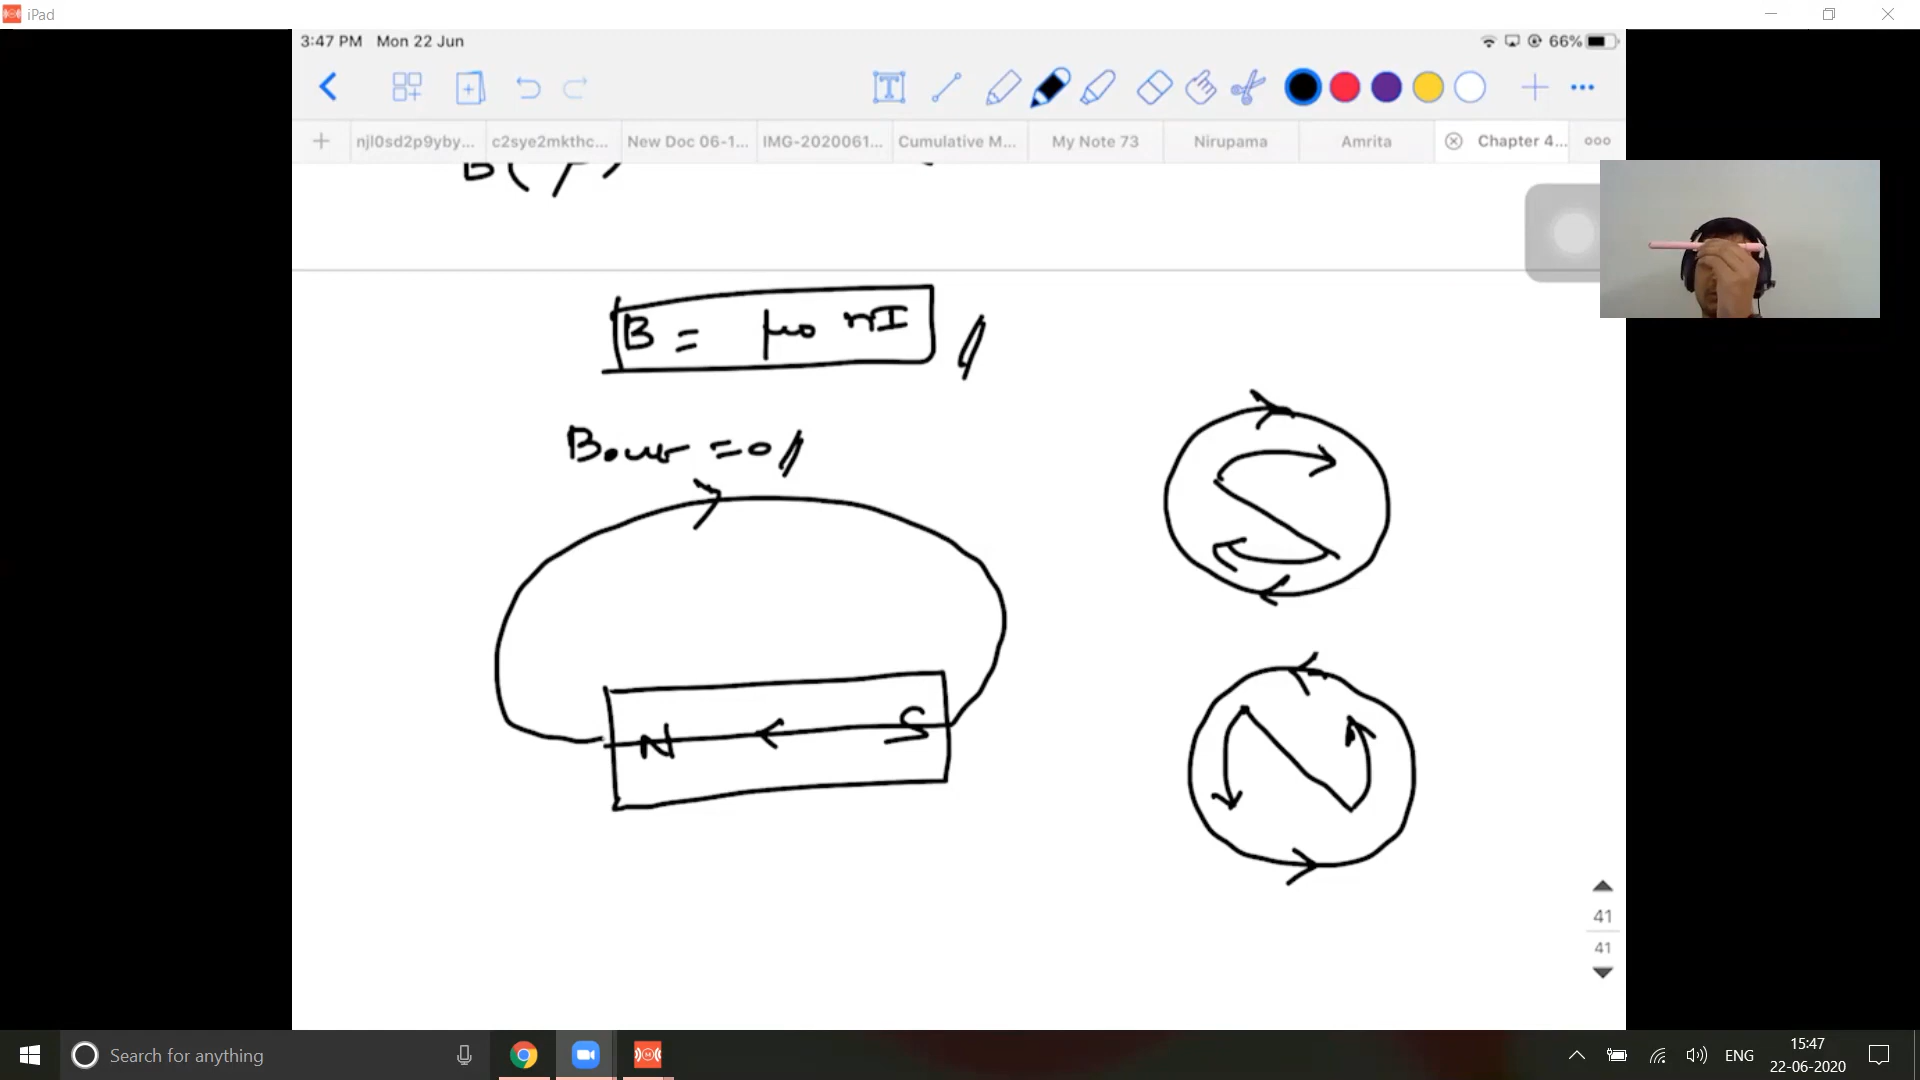 iPad
3:47 PM Mon 22 Jun
66%
njl0sd2p9yby...
c2sye2mkthc...
New Doc 06-1...
IMG-2020061...
Cumulative M...
My Note 73
Nirupama
Amrita
Chapter 4...
B = μ₀ nI
Bout = 0
N
S
S
N
41
41
Search for anything
ENG
15:47
22-06-2020